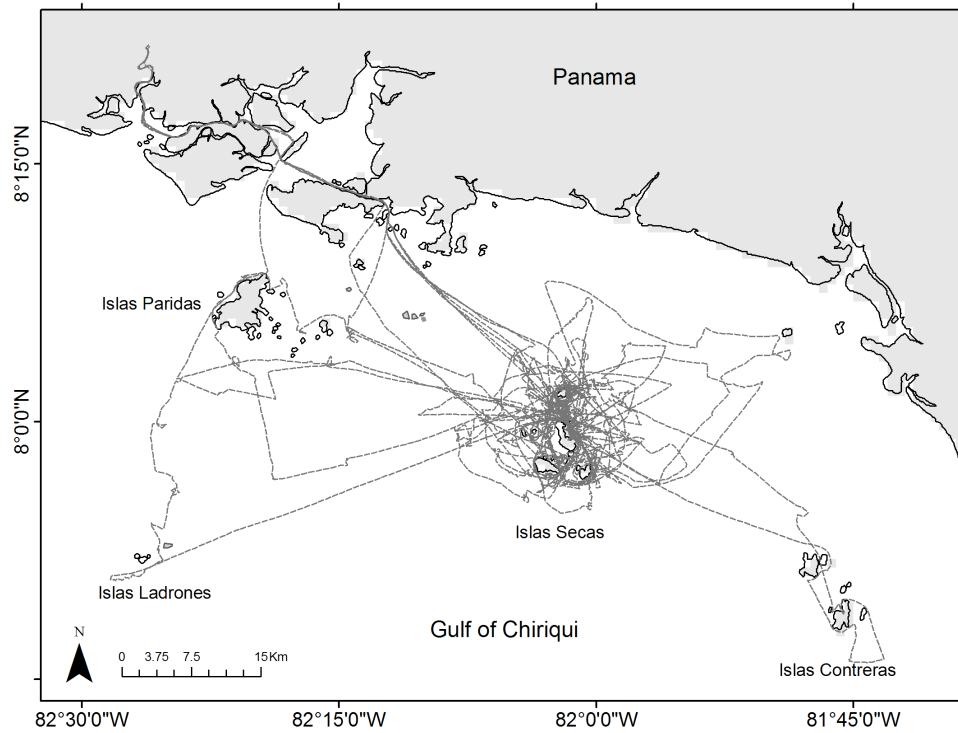 Panama
8°15'0"N
Islas Paridas
8°0'0"N
Islas Secas
Islas Ladrones
Gulf of Chiriqui
N
0 3.75 7.5 15Km
Islas Contreras
82°30'0"W 82°15'0"W 82°0'0"W 81°45'0"W